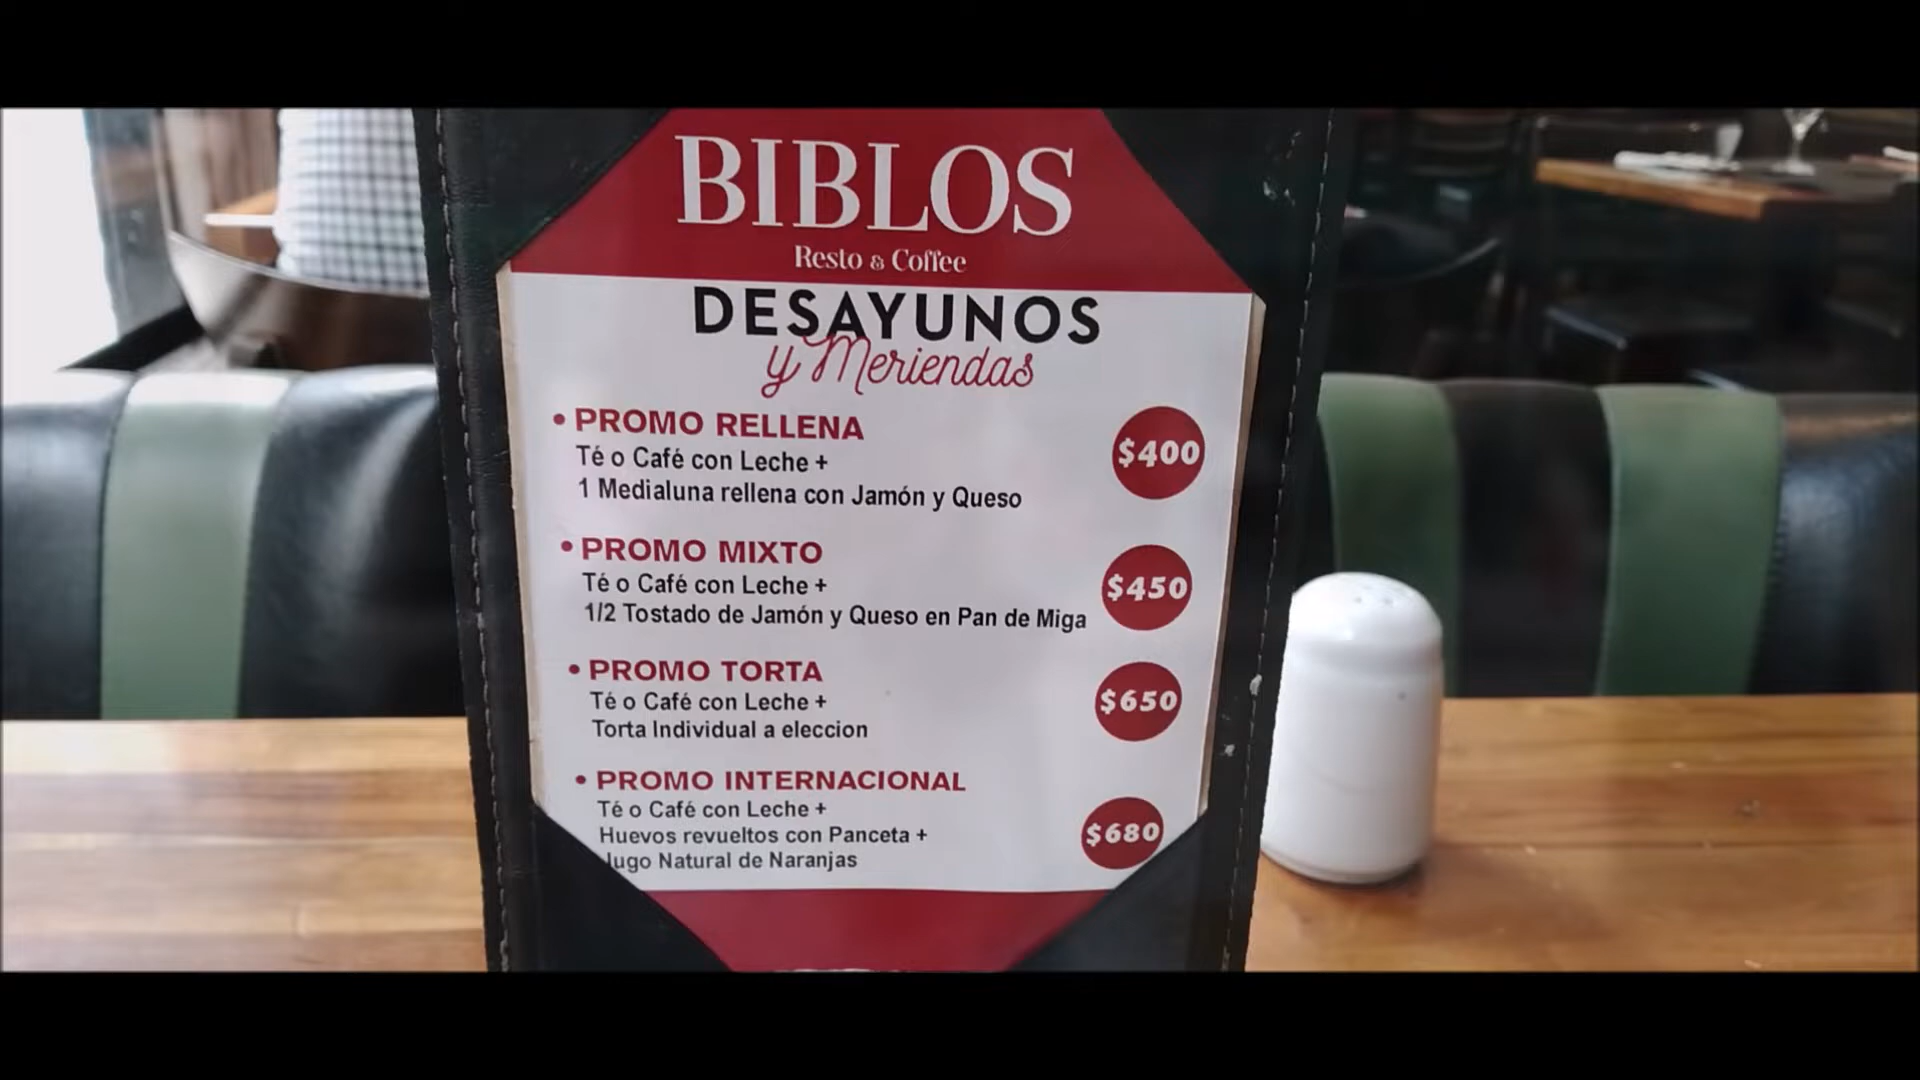 BIBLOS
Resto & Coffee
DESAYUNOS
y Meriendas
• PROMO RELLENA
Té o Café con Leche +
1 Medialuna rellena con Jamón y Queso
$400
• PROMO MIXTO
Té o Café con Leche +
1/2 Tostado de Jamón y Queso en Pan de Miga
$450
• PROMO TORTA
Té o Café con Leche +
Torta Individual a eleccion
$650
• PROMO INTERNACIONAL
Té o Café con Leche +
Huevos revueltos con Panceta +
Jugo Natural de Naranjas
$680